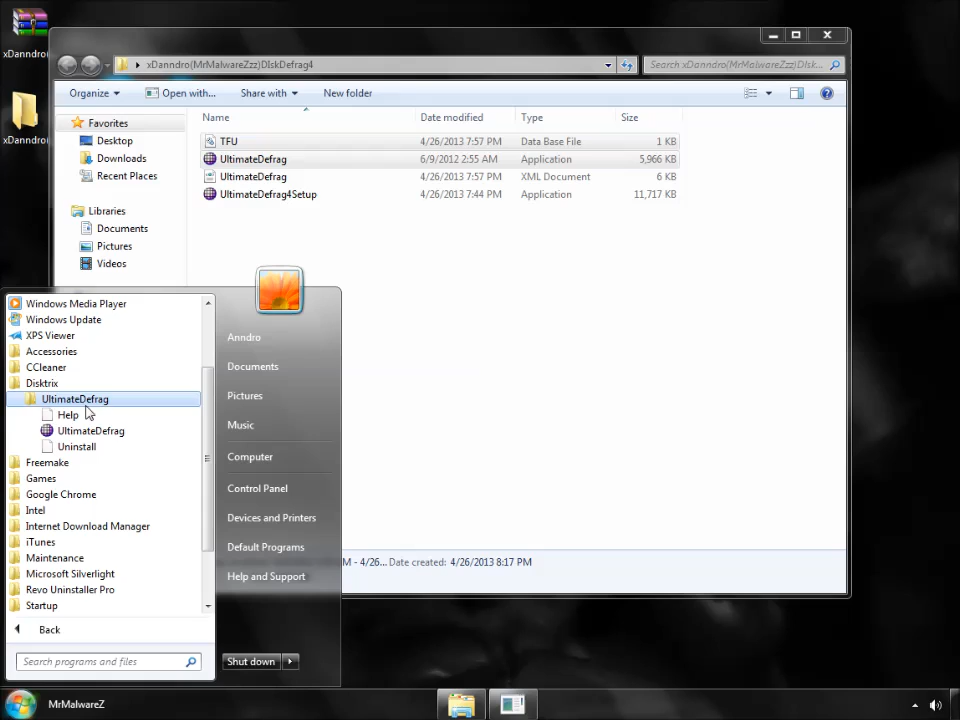 xDanndro
xDanndro
xDanndro(MrMalwareZzz)DIskDefrag4
Search xDanndro(MrMalwareZzz)DIsk...
Organize
Open with...
Share with
New folder
Favorites
Desktop
Downloads
Recent Places
Libraries
Documents
Pictures
Videos
Name Date modified Type Size
TFU 4/26/2013 7:57 PM Data Base File 1 KB
UltimateDefrag 6/9/2012 2:55 AM Application 5,966 KB
UltimateDefrag 4/26/2013 7:57 PM XML Document 6 KB
UltimateDefrag4Setup 4/26/2013 7:44 PM Application 11,717 KB
M - 4/26... Date created: 4/26/2013 8:17 PM
Windows Media Player
Windows Update
XPS Viewer
Accessories
CCleaner
Disktrix
UltimateDefrag
Help
UltimateDefrag
Uninstall
Freemake
Games
Google Chrome
Intel
Internet Download Manager
iTunes
Maintenance
Microsoft Silverlight
Revo Uninstaller Pro
Startup
Back
Search programs and files
Anndro
Documents
Pictures
Music
Computer
Control Panel
Devices and Printers
Default Programs
Help and Support
Shut down
MrMalwareZ